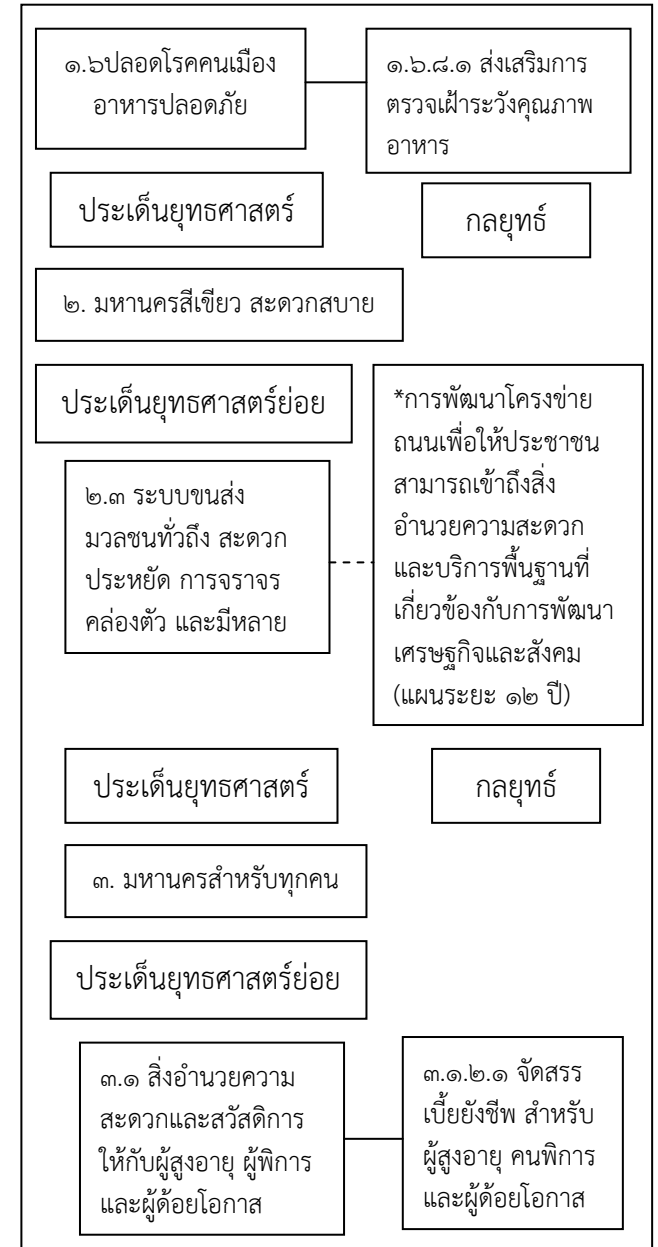 ๑.๖ปลอดโรคคนเมือง
อาหารปลอดภัย
๑.๖.๘.๑ ส่งเสริมการ
ตรวจเฝ้าระวังคุณภาพ
อาหาร
ประเด็นยุทธศาสตร์
กลยุทธ์
๒. มหานครสีเขียว สะดวกสบาย
ประเด็นยุทธศาสตร์ย่อย
๒.๓ ระบบขนส่ง
มวลชนทั่วถึง สะดวก
ประหยัด การจราจร
คล่องตัว และมีหลาย
*การพัฒนาโครงข่าย
ถนนเพื่อให้ประชาชน
สามารถเข้าถึงสิ่ง
อำนวยความสะดวก
และบริการพื้นฐานที่
เกี่ยวข้องกับการพัฒนา
เศรษฐกิจและสังคม
(แผนระยะ ๑๒ ปี)
ประเด็นยุทธศาสตร์
กลยุทธ์
๓. มหานครสำหรับทุกคน
ประเด็นยุทธศาสตร์ย่อย
๓.๑ สิ่งอำนวยความ
สะดวกและสวัสดิการ
ให้กับผู้สูงอายุ ผู้พิการ
และผู้ด้อยโอกาส
๓.๑.๒.๑ จัดสรร
เบี้ยยังชีพ สำหรับ
ผู้สูงอายุ คนพิการ
และผู้ด้อยโอกาส